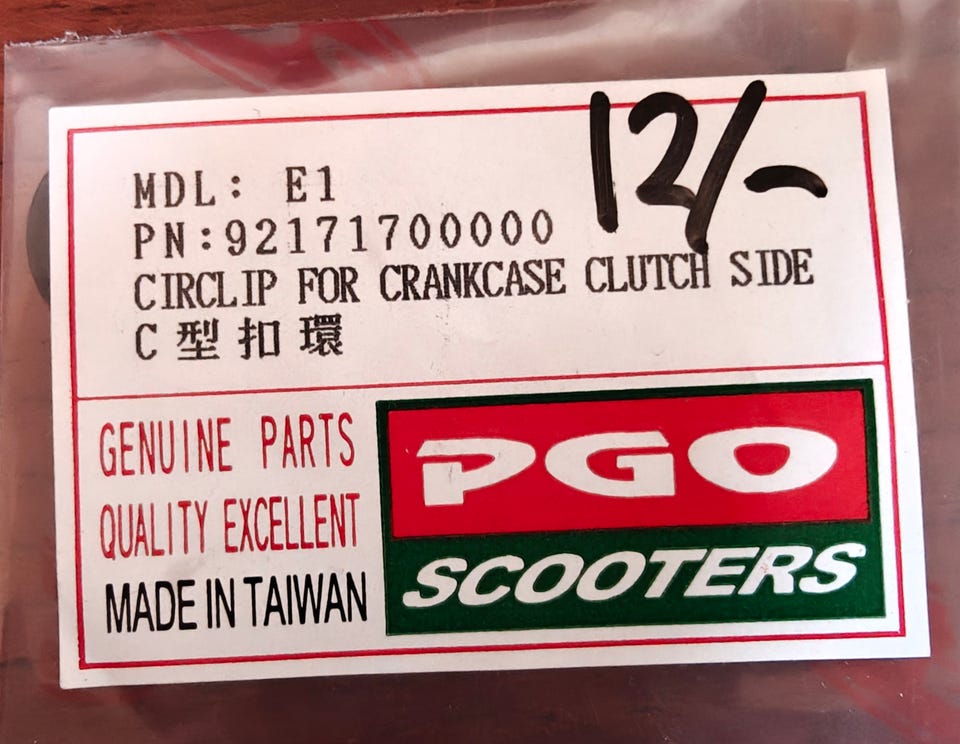 12/-
MDL: E1
PN:92171700000
CIRCLIP FOR CRANKCASE CLUTCH SIDE
C型扣環
GENUINE PARTS
QUALITY EXCELLENT
MADE IN TAIWAN
PGO
SCOOTERS